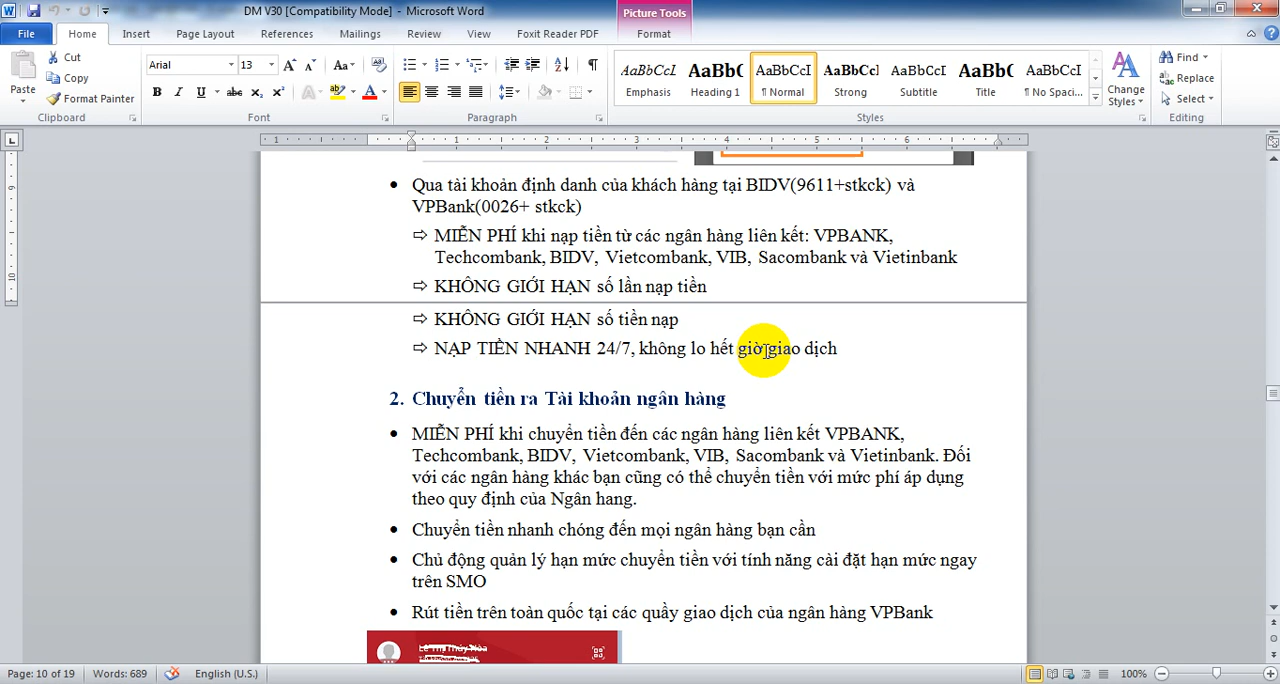 DM V30 [Compatibility Mode] - Microsoft Word
Picture Tools
File Home Insert Page Layout References Mailings Review View Foxit Reader PDF Format
Paste
Cut
Copy
Format Painter
Clipboard
Arial 13
Font
Paragraph
AaBbCcI AaBb( AaBbCcI AaBbCcl AaBbCcI AaBb( AaBbCcI
Emphasis Heading 1 ¶ Normal Strong Subtitle Title ¶ No Spaci...
Styles
Change Styles
Find
Replace
Select
Editing
• Qua tài khoản định danh của khách hàng tại BIDV(9611+stkck) và
VPBank(0026+ stkck)
⇨ MIỄN PHÍ khi nạp tiền từ các ngân hàng liên kết: VPBANK,
Techcombank, BIDV, Vietcombank, VIB, Sacombank và Vietinbank
⇨ KHÔNG GIỚI HẠN số lần nạp tiền
⇨ KHÔNG GIỚI HẠN số tiền nạp
⇨ NẠP TIỀN NHANH 24/7, không lo hết giờ giao dịch
2. Chuyển tiền ra Tài khoản ngân hàng
• MIỄN PHÍ khi chuyển tiền đến các ngân hàng liên kết VPBANK,
Techcombank, BIDV, Vietcombank, VIB, Sacombank và Vietinbank. Đối
với các ngân hàng khác bạn cũng có thể chuyển tiền với mức phí áp dụng
theo quy định của Ngân hang.
• Chuyển tiền nhanh chóng đến mọi ngân hàng bạn cần
• Chủ động quản lý hạn mức chuyển tiền với tính năng cài đặt hạn mức ngay
trên SMO
• Rút tiền trên toàn quốc tại các quầy giao dịch của ngân hàng VPBank
Page: 10 of 19 Words: 689 English (U.S.) 100%